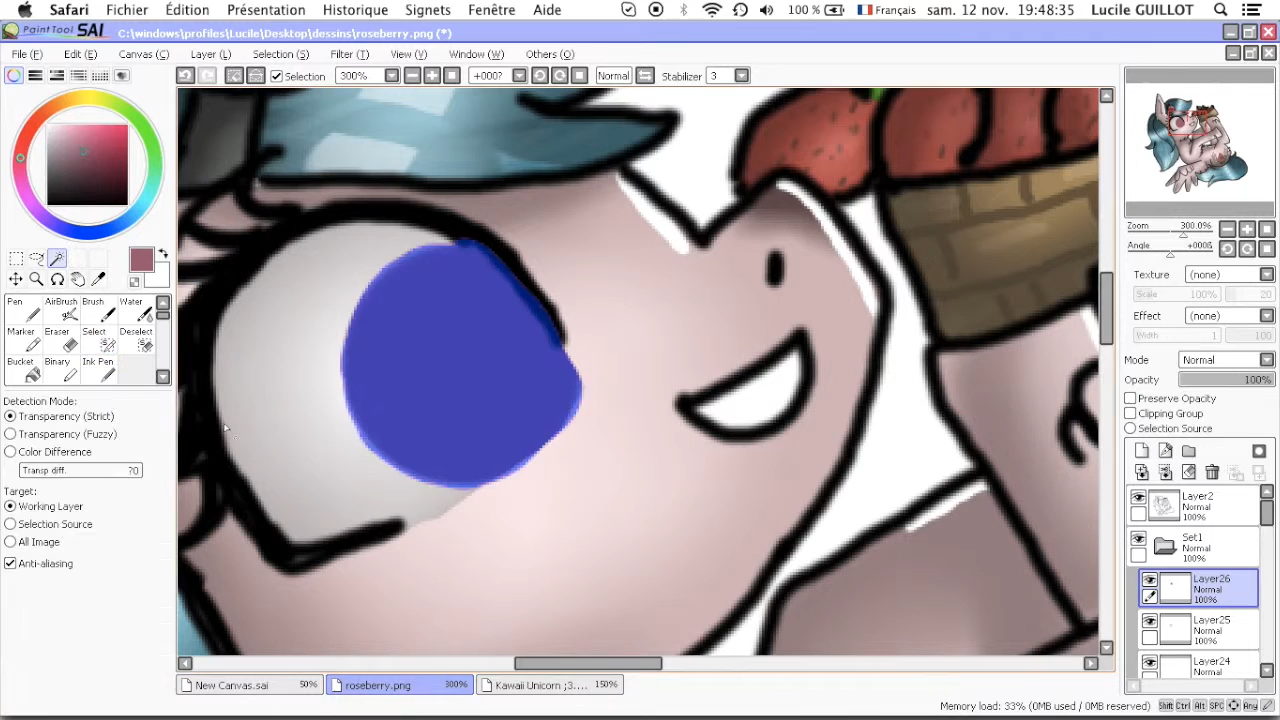 Safari Fichier Édition Présentation Historique Signets Fenêtre Aide 100 % Français sam. 12 nov. 19:48:35 Lucile GUILLOT
PaintTool SAI C:\windows\profiles\Lucile\Desktop\dessins\roseberry.png (*)
File (F) Edit (E) Canvas (C) Layer (L) Selection (S) Filter (T) View (V) Window (W) Others (O)
Selection 300% +000? Normal Stabilizer 3
Zoom 300.0%
Angle +000ß
Texture (none)
Scale 100% 20
Effect (none)
Width 1 100
Mode Normal
Opacity 100%
Preserve Opacity
Clipping Group
Selection Source
Pen AirBrush Brush Water
Marker Eraser Select Deselect
Bucket Binary Ink Pen
Detection Mode:
Transparency (Strict)
Transparency (Fuzzy)
Color Difference
Transp diff. ?0
Target:
Working Layer
Selection Source
All Image
Anti-aliasing
Layer2
Normal
100%
Set1
Normal
100%
Layer26
Normal
100%
Layer25
Normal
100%
Layer24
Normal
New Canvas.sai 50% roseberry.png 300% Kawaii Unicorn ;3.... 150%
Memory load: 33% (0MB used / 0MB reserved) Shift Ctrl Alt SPC Any